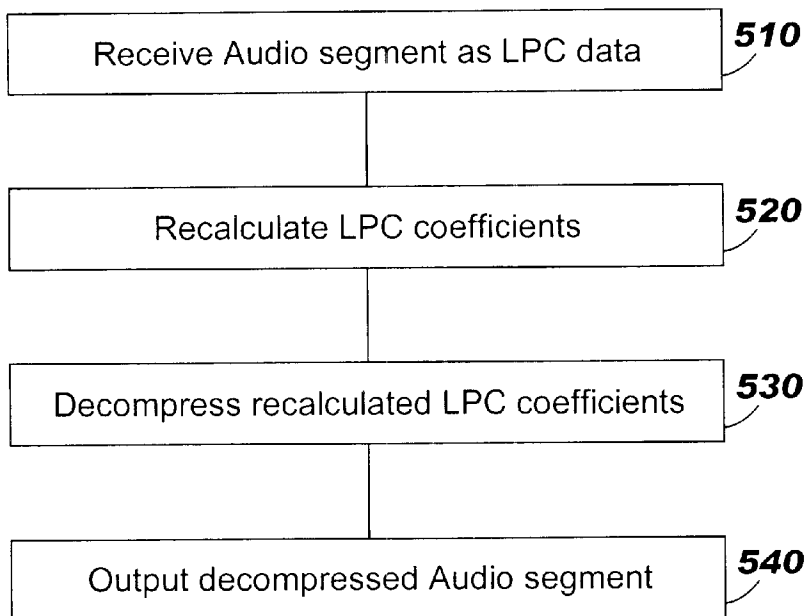 Receive Audio segment as LPC data 510
Recalculate LPC coefficients 520
Decompress recalculated LPC coefficients 530
Output decompressed Audio segment 540